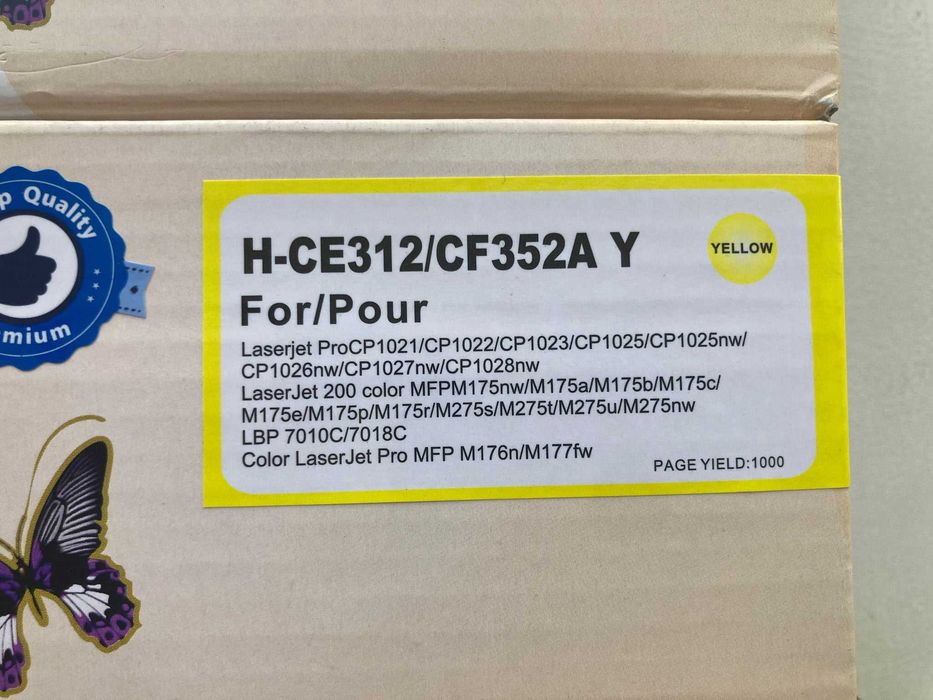 Quality
H-CE312/CF352A Y
YELLOW
For/Pour
Laserjet ProCP1021/CP1022/CP1023/CP1025/CP1025nw/
CP1026nw/CP1027nw/CP1028nw
LaserJet 200 color MFPM175nw/M175a/M175b/M175c/
M175e/M175p/M175r/M275s/M275t/M275u/M275nw
LBP 7010C/7018C
Color LaserJet Pro MFP M176n/M177fw
PAGE YIELD:1000